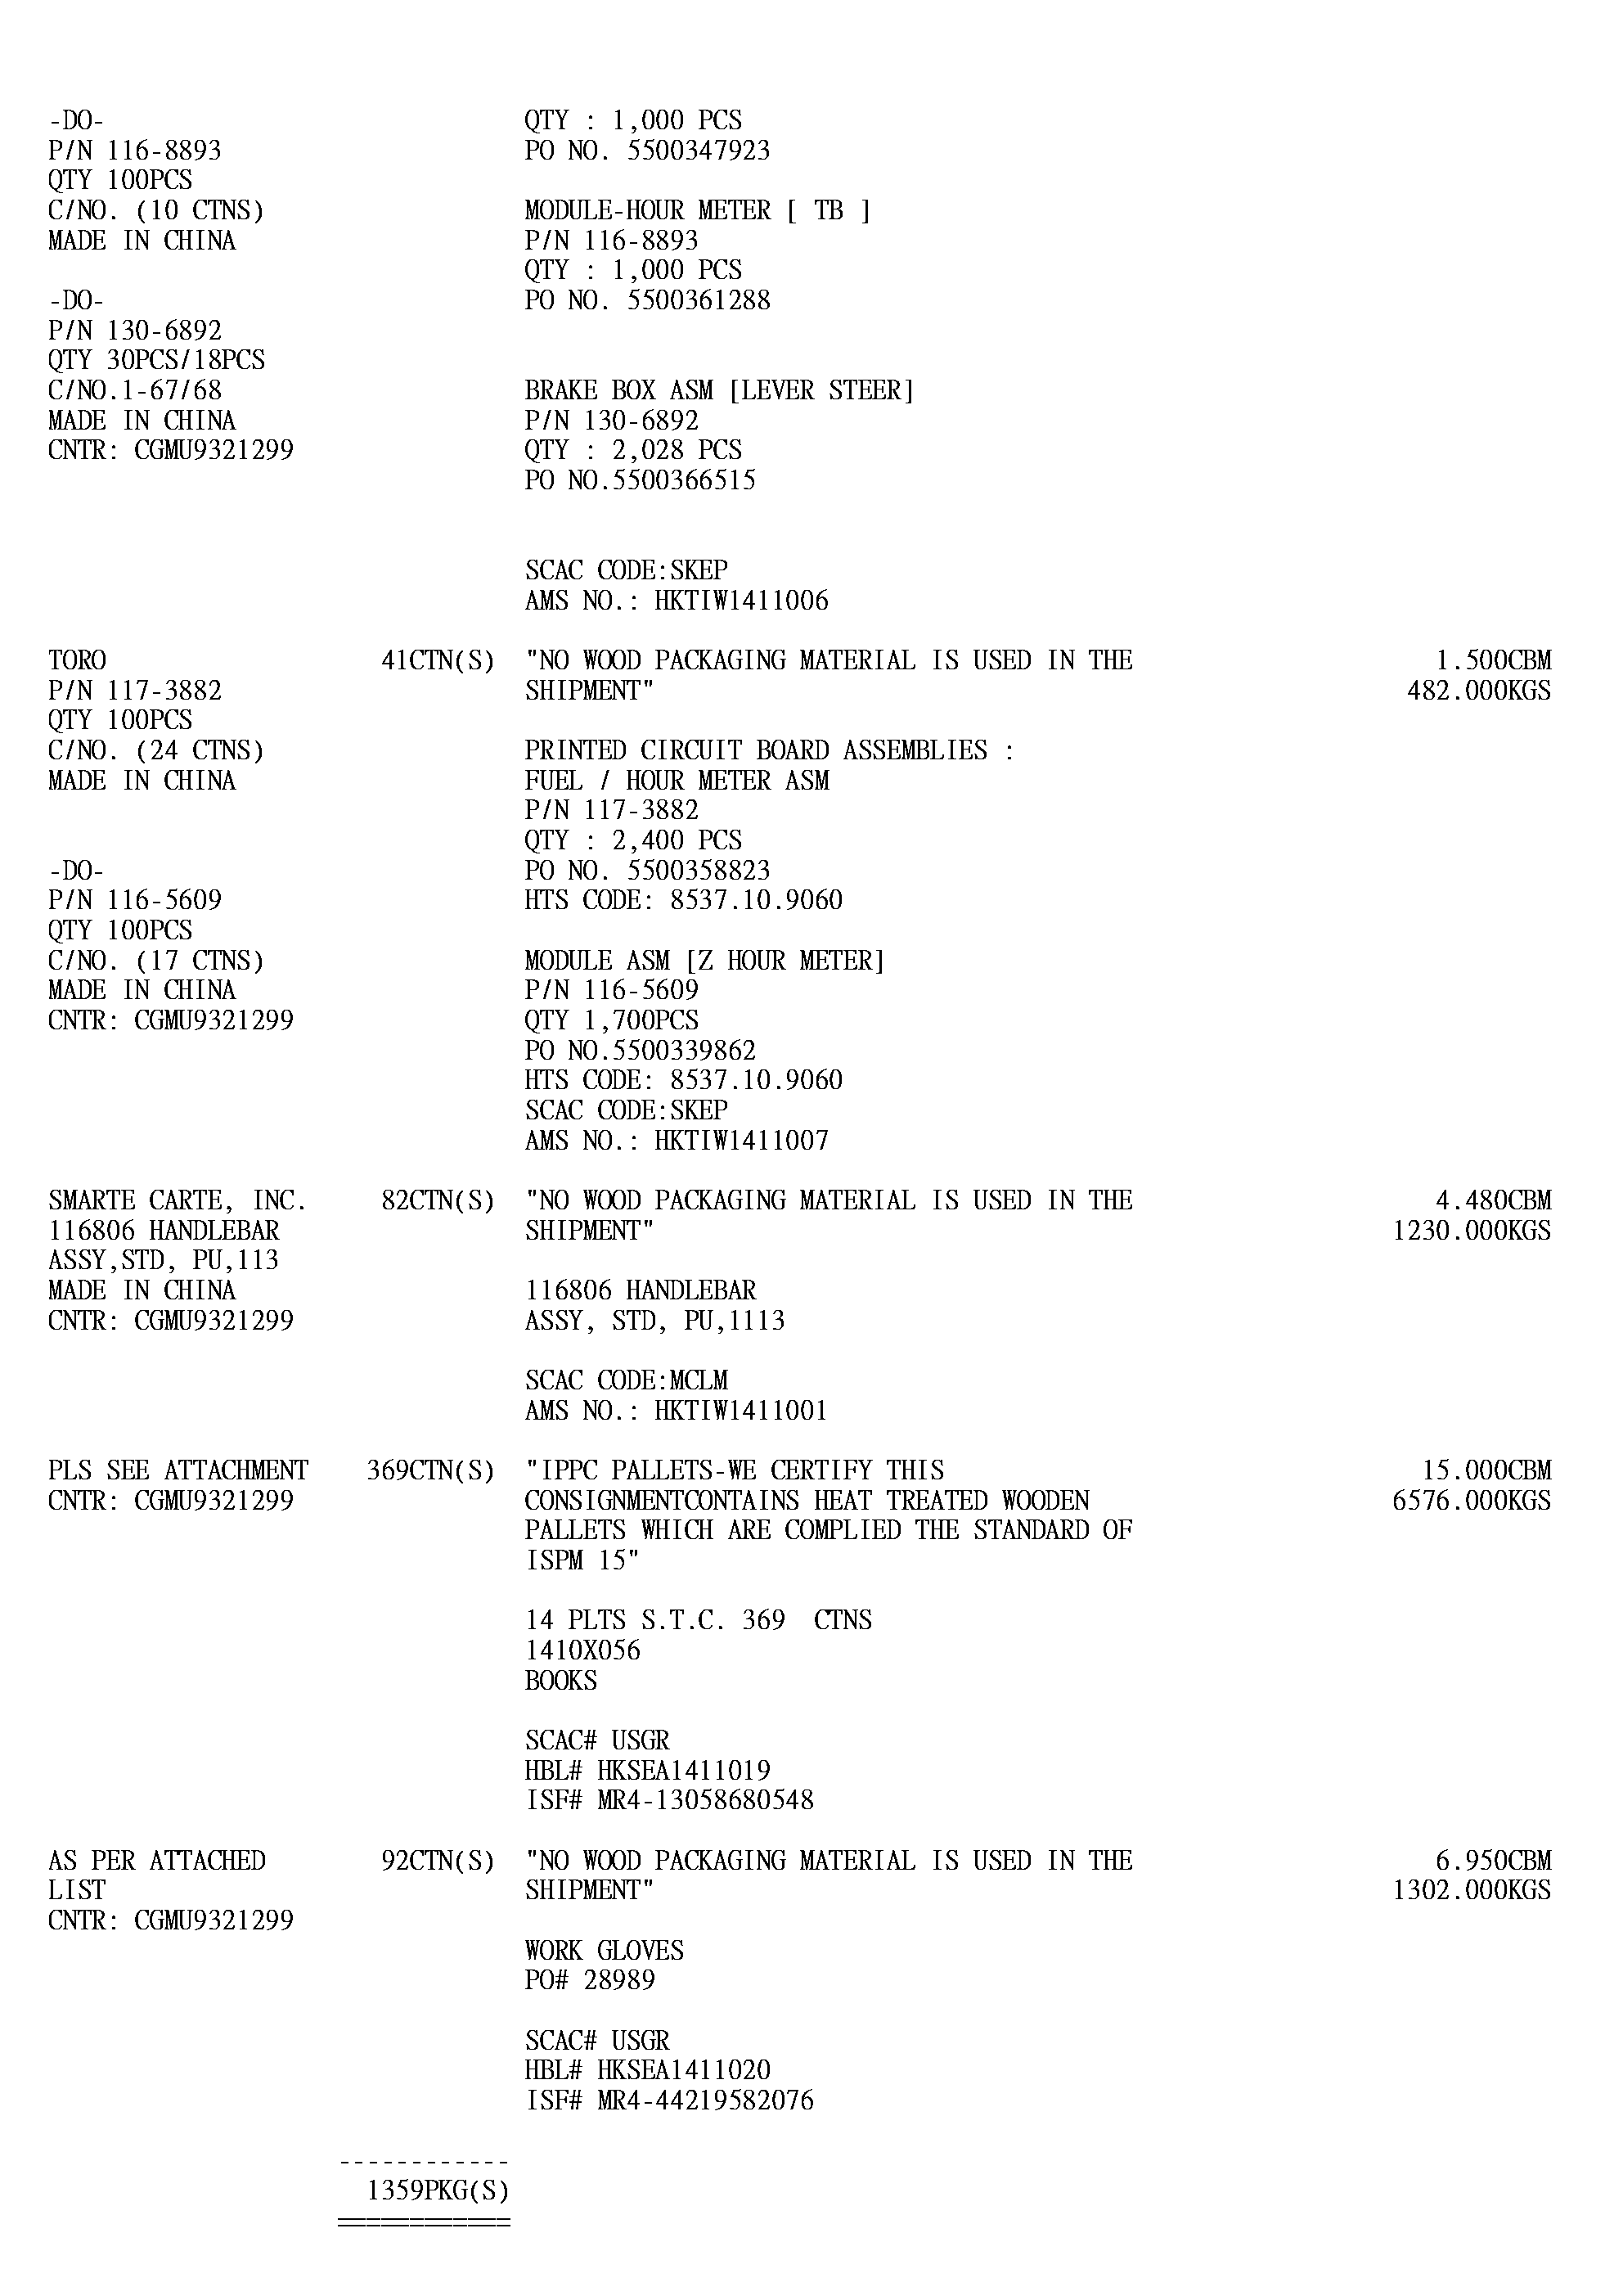 -DO- QTY : 1,000 PCS
P/N 116-8893 PO NO. 5500347923
QTY 100PCS
C/NO. (10 CTNS) MODULE-HOUR METER [ TB ]
MADE IN CHINA P/N 116-8893
QTY : 1,000 PCS
-DO- PO NO. 5500361288
P/N 130-6892
QTY 30PCS/18PCS
C/NO.1-67/68 BRAKE BOX ASM [LEVER STEER]
MADE IN CHINA P/N 130-6892
CNTR: CGMU9321299 QTY : 2,028 PCS
PO NO.5500366515
SCAC CODE:SKEP
AMS NO.: HKTIW1411006
TORO 41CTN(S) "NO WOOD PACKAGING MATERIAL IS USED IN THE 1.500CBM
P/N 117-3882 SHIPMENT" 482.000KGS
QTY 100PCS
C/NO. (24 CTNS) PRINTED CIRCUIT BOARD ASSEMBLIES :
MADE IN CHINA FUEL / HOUR METER ASM
P/N 117-3882
QTY : 2,400 PCS
-DO- PO NO. 5500358823
P/N 116-5609 HTS CODE: 8537.10.9060
QTY 100PCS
C/NO. (17 CTNS) MODULE ASM [Z HOUR METER]
MADE IN CHINA P/N 116-5609
CNTR: CGMU9321299 QTY 1,700PCS
PO NO.5500339862
HTS CODE: 8537.10.9060
SCAC CODE:SKEP
AMS NO.: HKTIW1411007
SMARTE CARTE, INC. 82CTN(S) "NO WOOD PACKAGING MATERIAL IS USED IN THE 4.480CBM
116806 HANDLEBAR SHIPMENT" 1230.000KGS
ASSY,STD, PU,113
MADE IN CHINA 116806 HANDLEBAR
CNTR: CGMU9321299 ASSY, STD, PU,1113
SCAC CODE:MCLM
AMS NO.: HKTIW1411001
PLS SEE ATTACHMENT 369CTN(S) "IPPC PALLETS-WE CERTIFY THIS 15.000CBM
CNTR: CGMU9321299 CONSIGNMENTCONTAINS HEAT TREATED WOODEN 6576.000KGS
PALLETS WHICH ARE COMPLIED THE STANDARD OF
ISPM 15"
14 PLTS S.T.C. 369 CTNS
1410X056
BOOKS
SCAC# USGR
HBL# HKSEA1411019
ISF# MR4-13058680548
AS PER ATTACHED 92CTN(S) "NO WOOD PACKAGING MATERIAL IS USED IN THE 6.950CBM
LIST SHIPMENT" 1302.000KGS
CNTR: CGMU9321299
WORK GLOVES
PO# 28989
SCAC# USGR
HBL# HKSEA1411020
ISF# MR4-44219582076
------------
1359PKG(S)
============